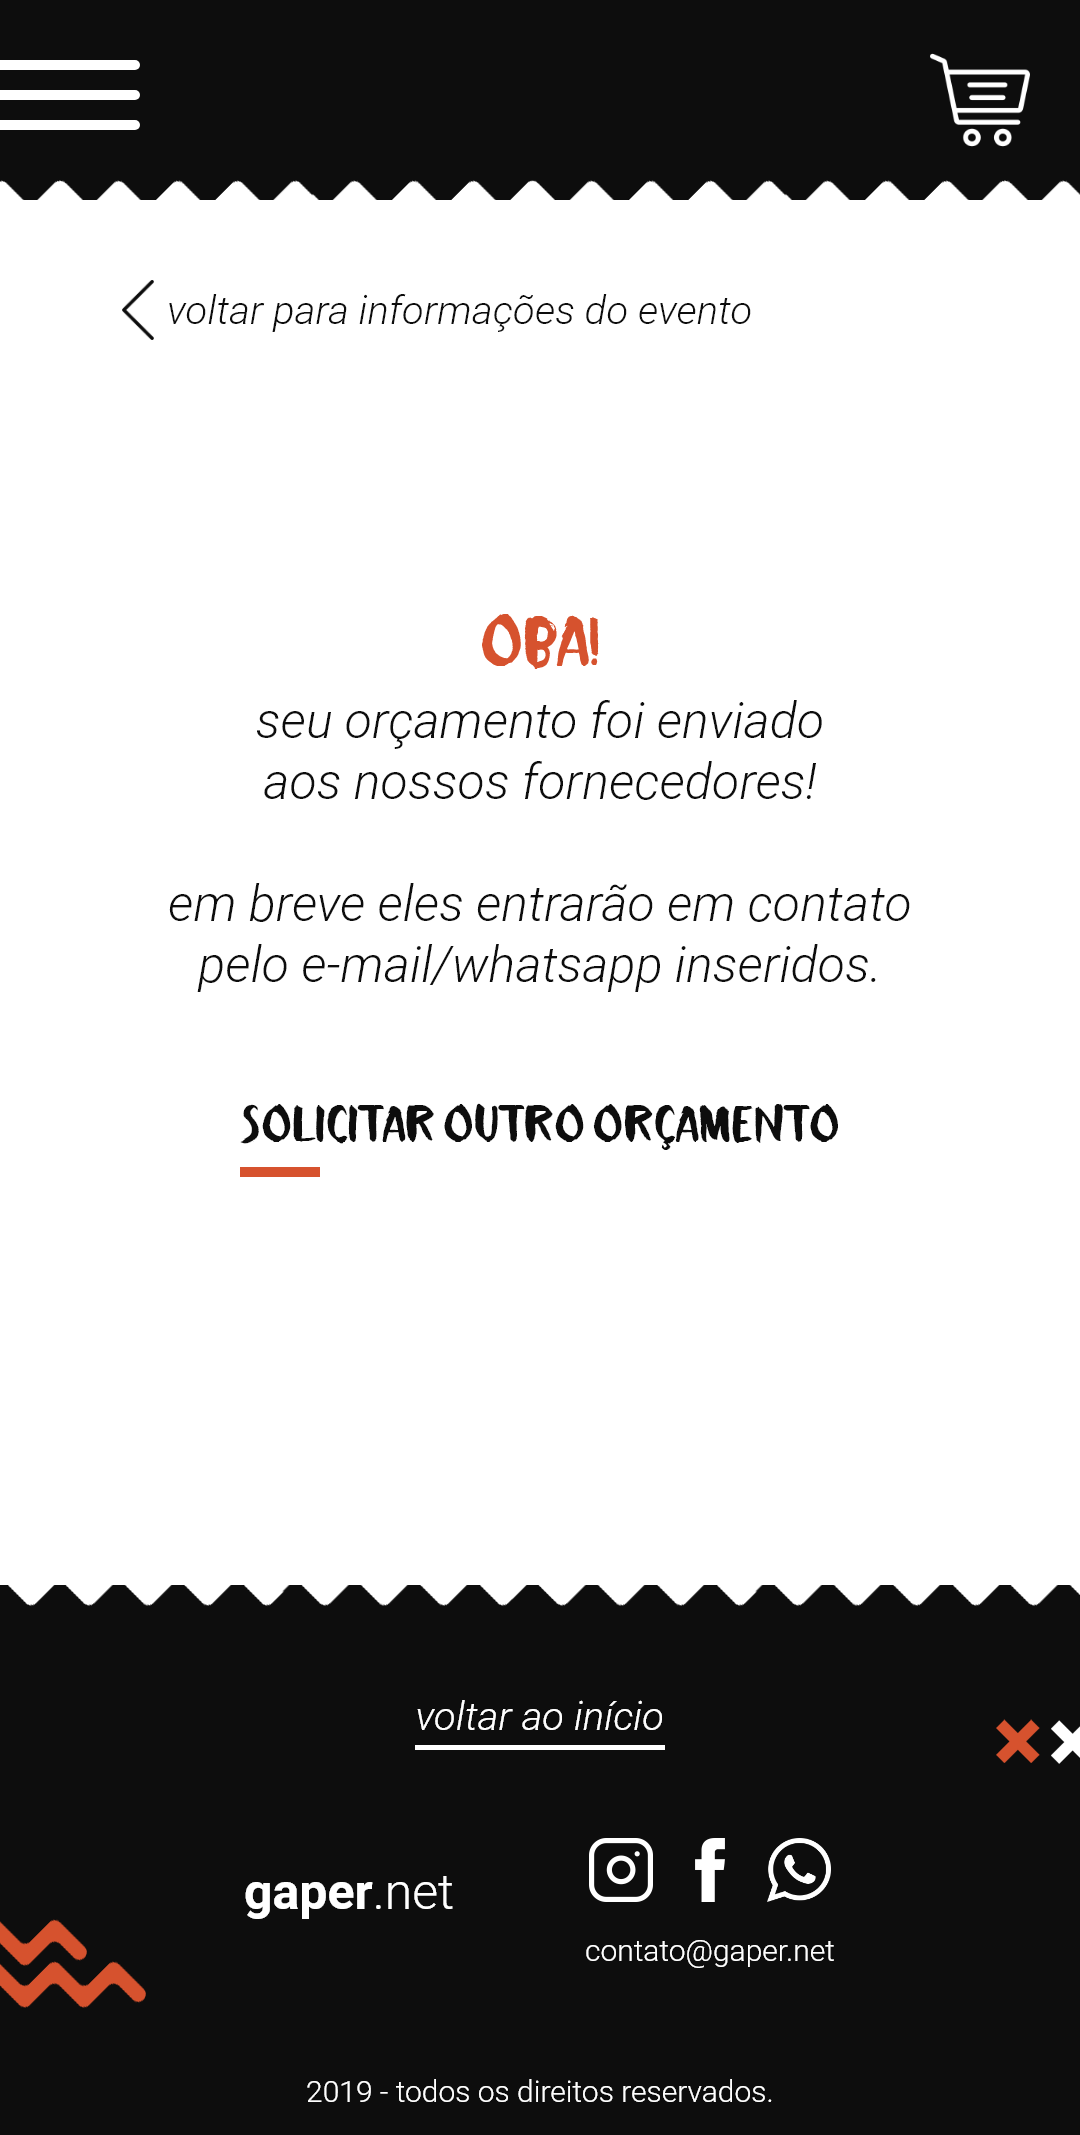 voltar para informações do evento
OBA!
seu orçamento foi enviado
aos nossos fornecedores!
em breve eles entrarão em contato
pelo e-mail/whatsapp inseridos.
SOLICITAR OUTRO ORÇAMENTO
voltar ao início
gaper.net
contato@gaper.net
2019 - todos os direitos reservados.